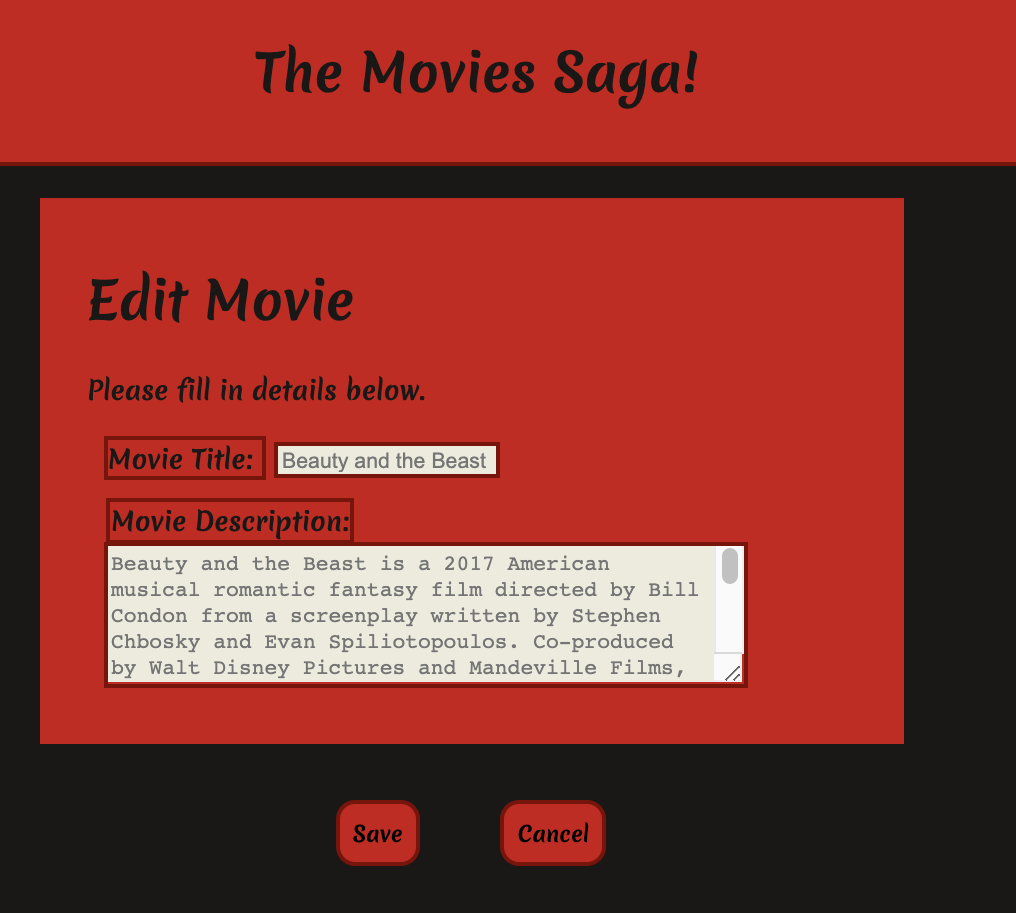 The Movies Saga!
Edit Movie
Please fill in details below.
Movie Title: Beauty and the Beast
Movie Description:
Beauty and the Beast is a 2017 American
musical romantic fantasy film directed by Bill
Condon from a screenplay written by Stephen
Chbosky and Evan Spiliotopoulos. Co-produced
by Walt Disney Pictures and Mandeville Films,
Save Cancel